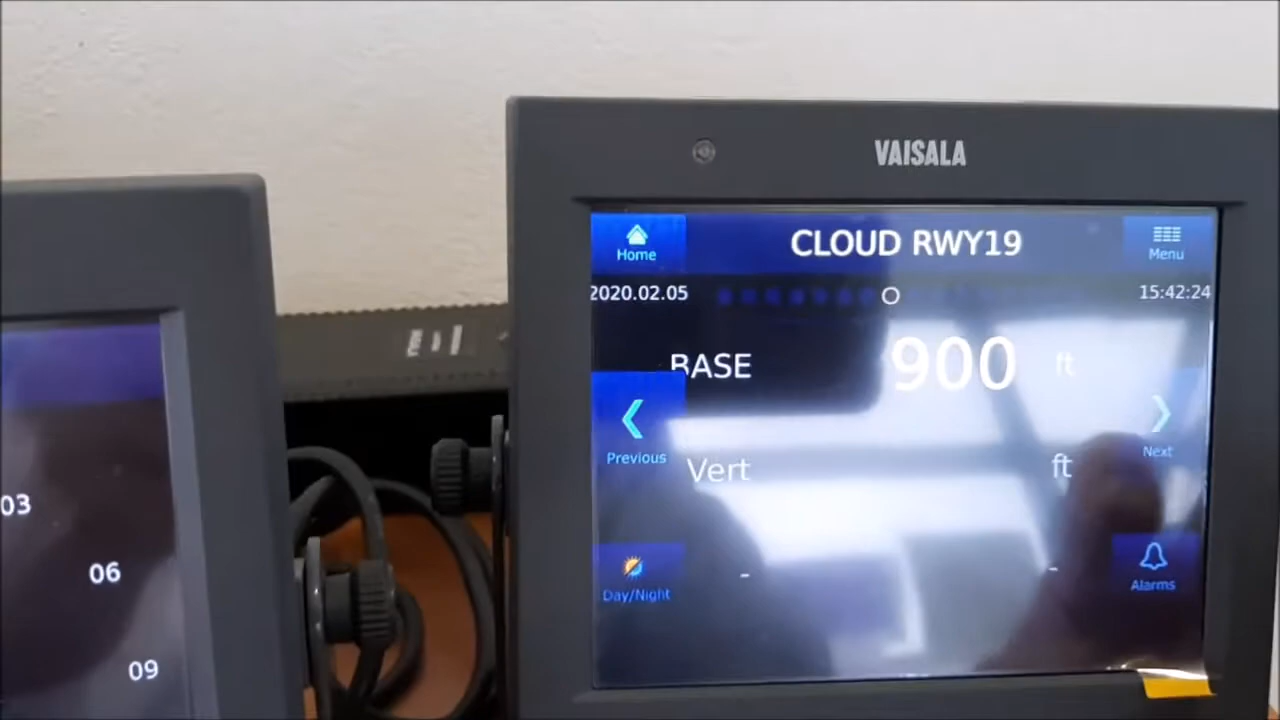 VAISALA
Home
CLOUD RWY19
Menu
2020.02.05
15:42:24
BASE 900 ft
Previous
Next
Vert ft
Day/Night
- -
Alarms
03
06
09